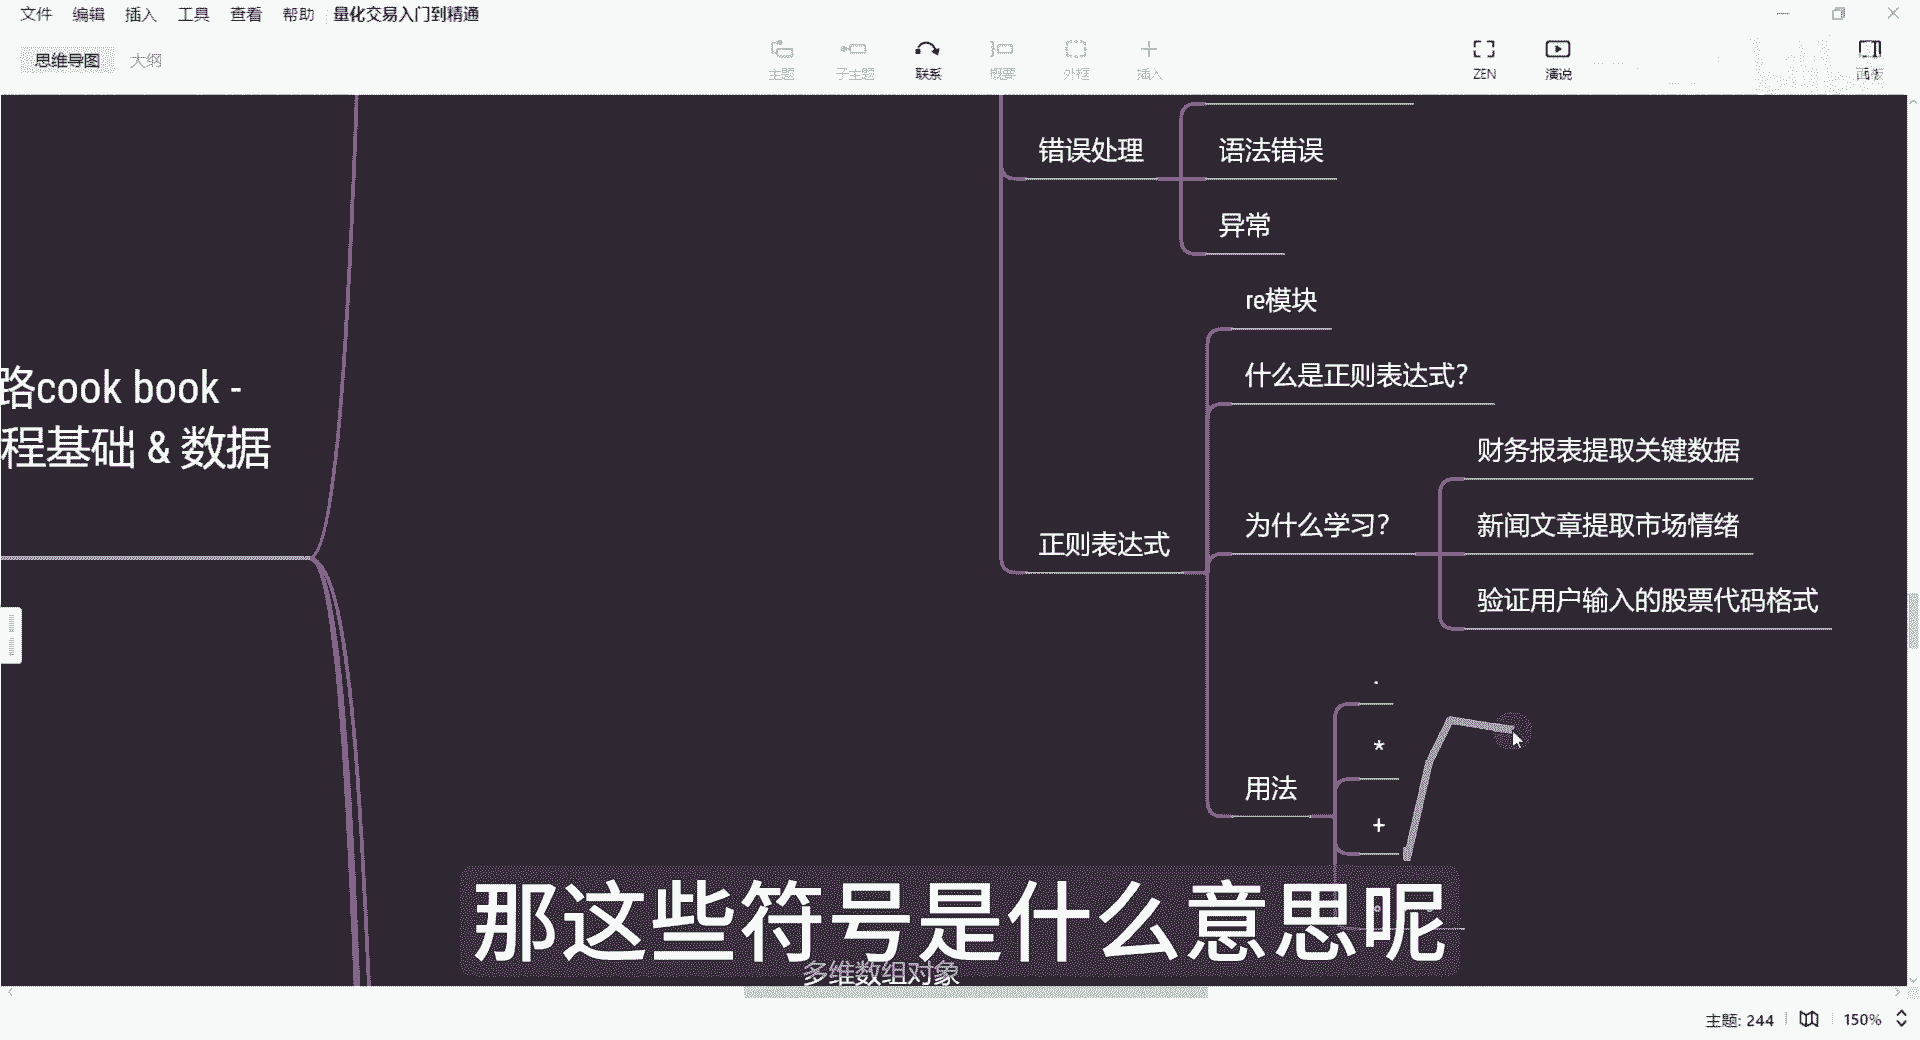 文件 编辑 插入 工具 查看 帮助 量化交易入门到精通
思维导图 大纲
主题 子主题 联系 概要 外框 插入 ZEN 演说 画板
错误处理
语法错误
异常
re模块
什么是正则表达式?
路cook book -
程基础 & 数据
财务报表提取关键数据
为什么学习?
新闻文章提取市场情绪
正则表达式
验证用户输入的股票代码格式
.
*
用法
+
那这些符号是什么意思呢
多维数组对象
主题: 244 150%